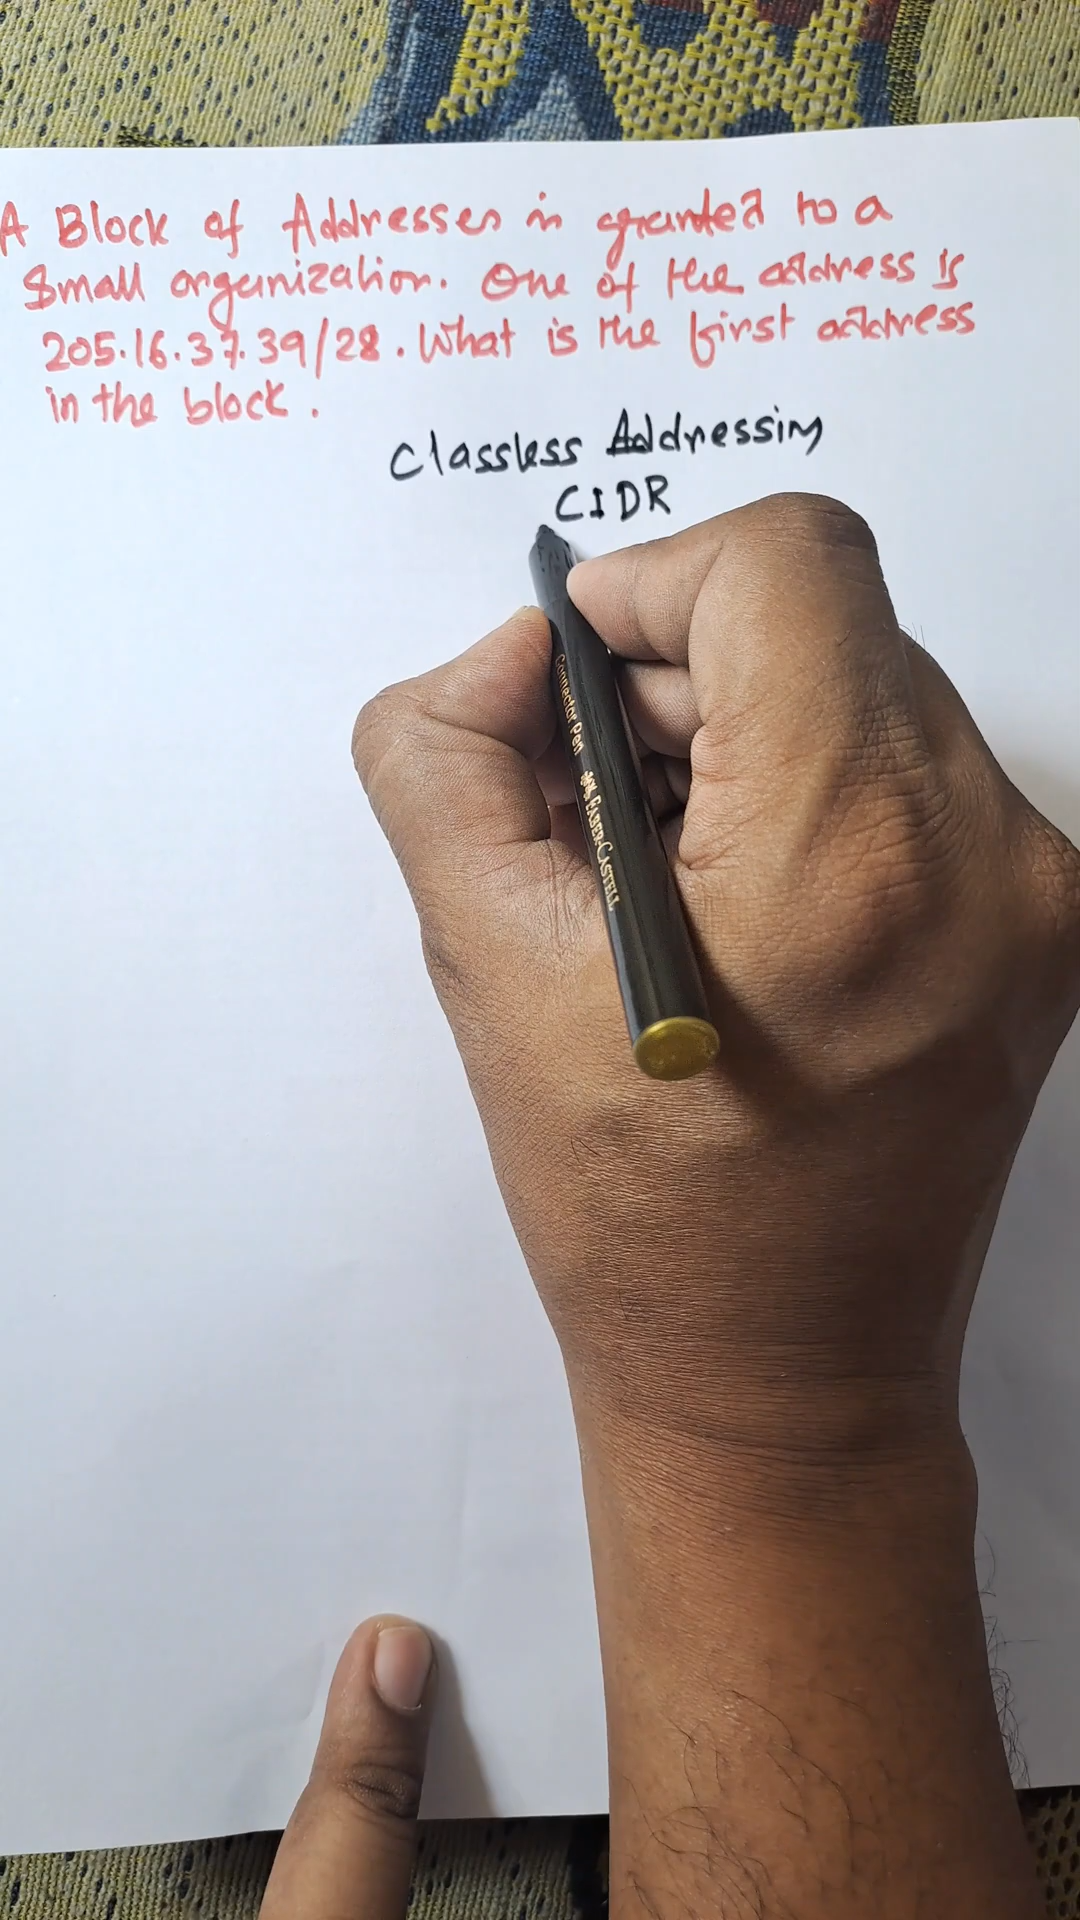 A Block of Addresses is granted to a
Small organization. One of the address is
205.16.37.39/28. What is the first address
in the block.
Classless Addressing
CIDR
Connector Pen FABER-CASTELL